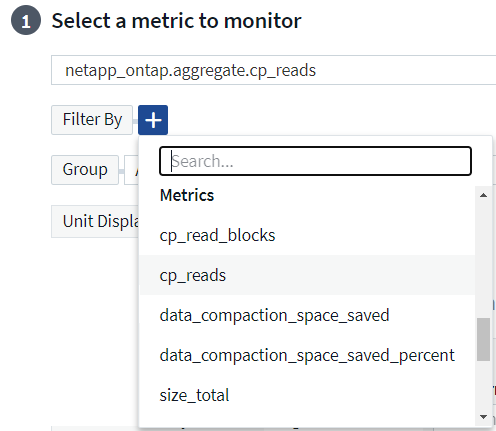 1 Select a metric to monitor
netapp_ontap.aggregate.cp_reads
Filter By +
Search...
Group
Metrics
Unit Displa
cp_read_blocks
cp_reads
data_compaction_space_saved
data_compaction_space_saved_percent
size_total